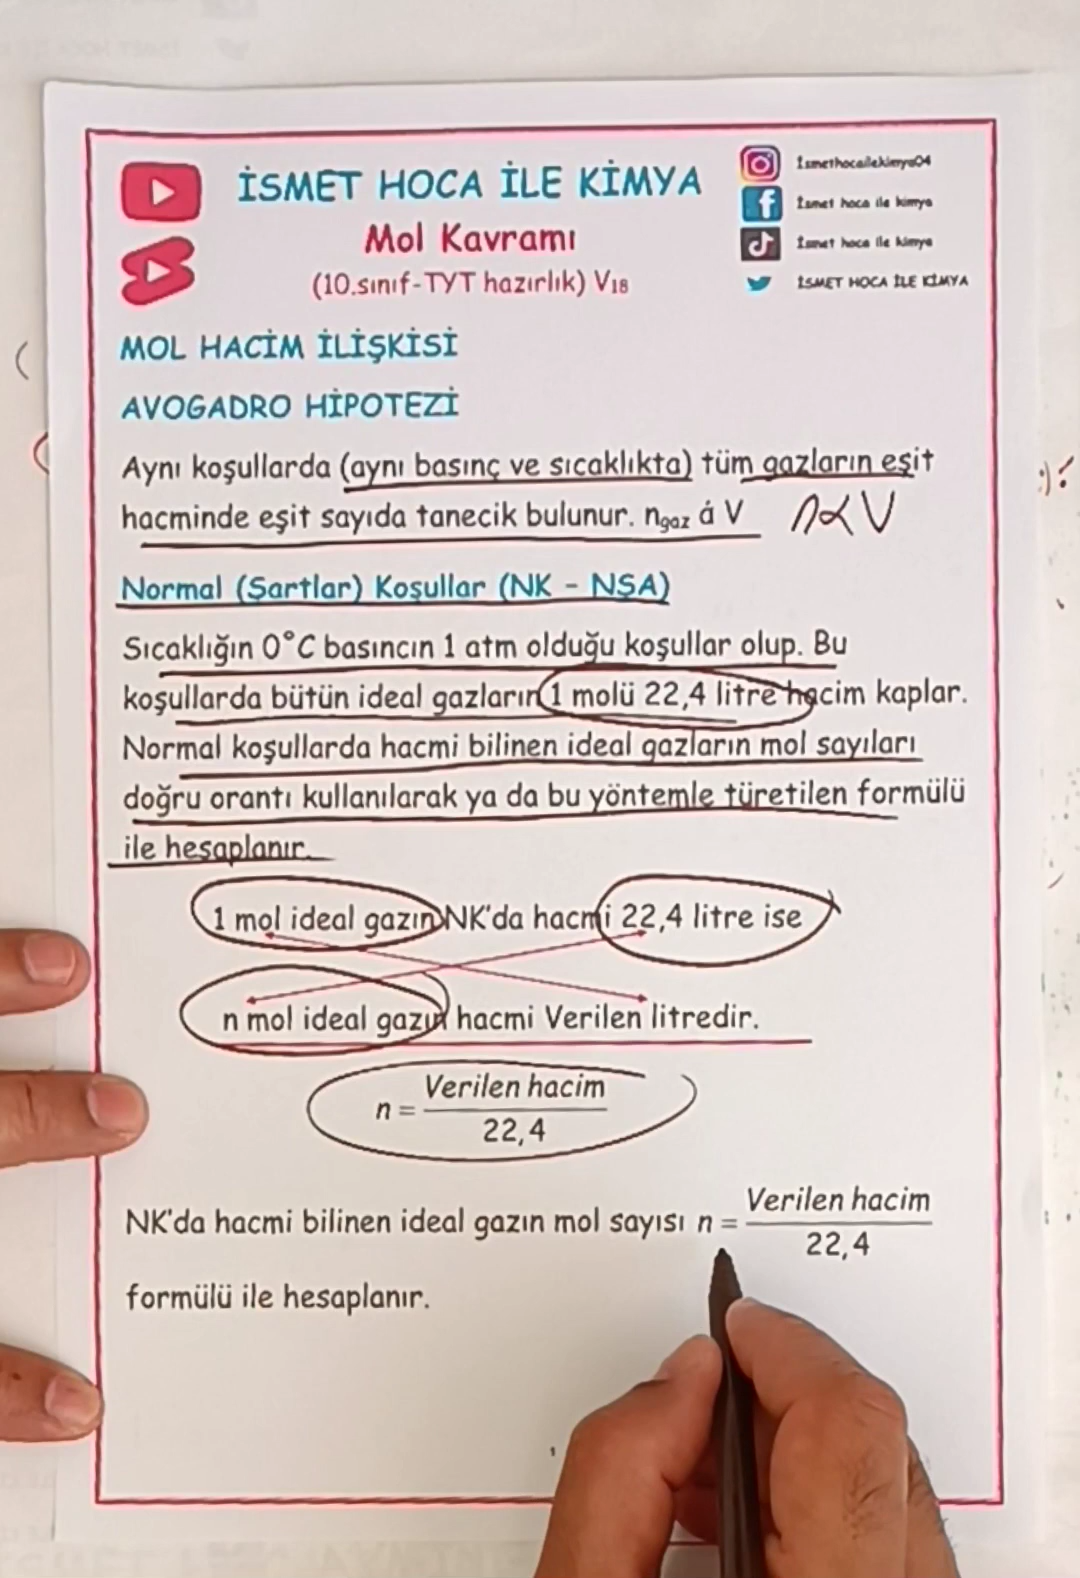 İSMET HOCA İLE KİMYA
Mol Kavramı
(10.sınıf-TYT hazırlık) V18
İsmethocailekimya04
İsmet hoca ile kimya
İsmet hoca ile kimya
İSMET HOCA İLE KİMYA
MOL HACİM İLİŞKİSİ
AVOGADRO HİPOTEZİ
Aynı koşullarda (aynı basınç ve sıcaklıkta) tüm gazların eşit
hacminde eşit sayıda tanecik bulunur. ngaz á V n∝V
Normal (Şartlar) Koşullar (NK - NŞA)
Sıcaklığın 0°C basıncın 1 atm olduğu koşullar olup. Bu
koşullarda bütün ideal gazların 1 molü 22,4 litre hacim kaplar.
Normal koşullarda hacmi bilinen ideal gazların mol sayıları
doğru orantı kullanılarak ya da bu yöntemle türetilen formülü
ile hesaplanır.
1 mol ideal gazın NK'da hacmi 22,4 litre ise
n mol ideal gazın hacmi Verilen litredir.
n = Verilen hacim
22,4
NK'da hacmi bilinen ideal gazın mol sayısı n = Verilen hacim
22,4
formülü ile hesaplanır.
1